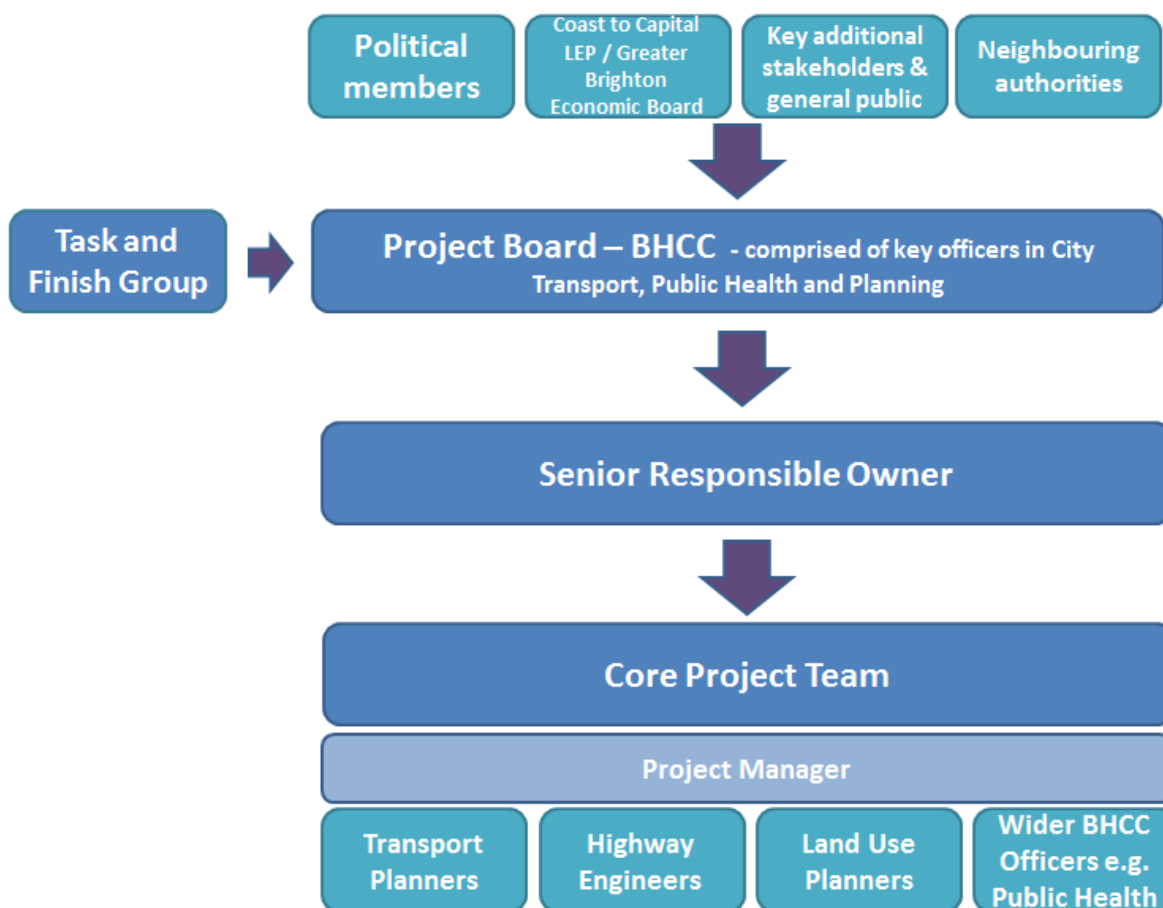 Political
members
Coast to Capital
LEP / Greater
Brighton
Economic Board
Key additional
stakeholders &
general public
Neighbouring
authorities
Task and
Finish Group
Project Board – BHCC - comprised of key officers in City
Transport, Public Health and Planning
Senior Responsible Owner
Core Project Team
Project Manager
Transport
Planners
Highway
Engineers
Land Use
Planners
Wider BHCC
Officers e.g.
Public Health